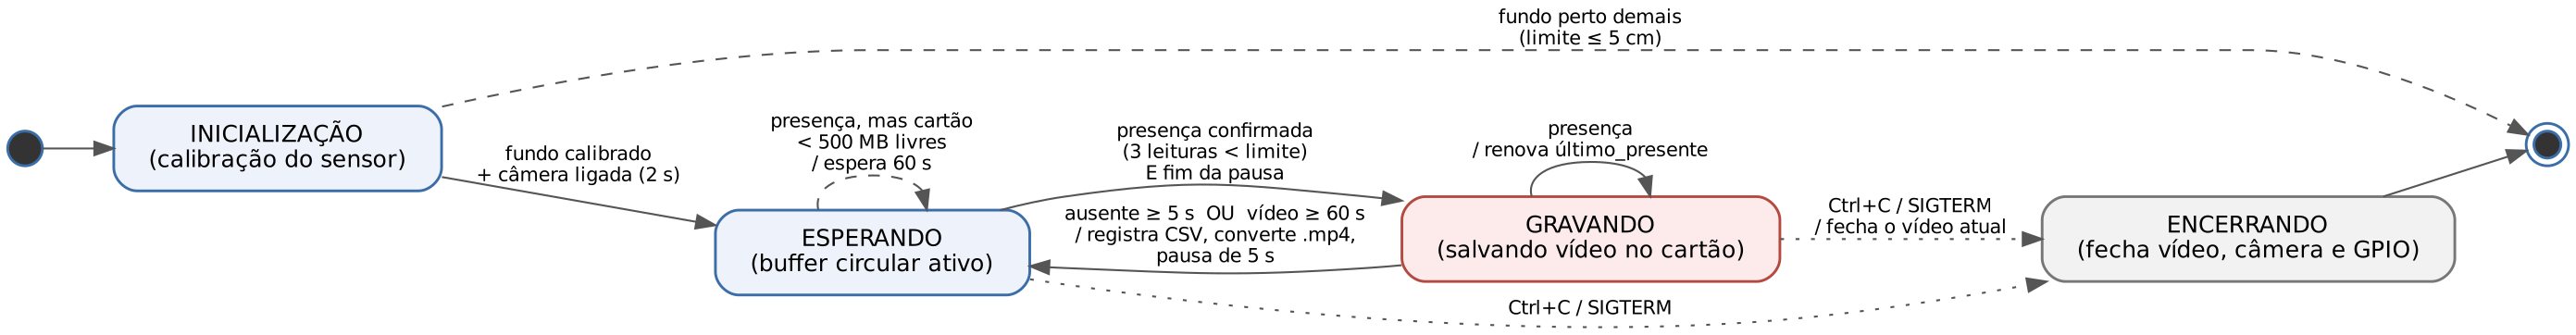 fundo perto demais
(limite ≤ 5 cm)
INICIALIZAÇÃO
(calibração do sensor)
fundo calibrado
+ câmera ligada (2 s)
presença, mas cartão
< 500 MB livres
/ espera 60 s
ESPERANDO
(buffer circular ativo)
presença confirmada
(3 leituras < limite)
E fim da pausa
ausente ≥ 5 s  OU  vídeo ≥ 60 s
/ registra CSV, converte .mp4,
pausa de 5 s
presença
/ renova último_presente
GRAVANDO
(salvando vídeo no cartão)
Ctrl+C / SIGTERM
/ fecha o vídeo atual
Ctrl+C / SIGTERM
ENCERRANDO
(fecha vídeo, câmera e GPIO)